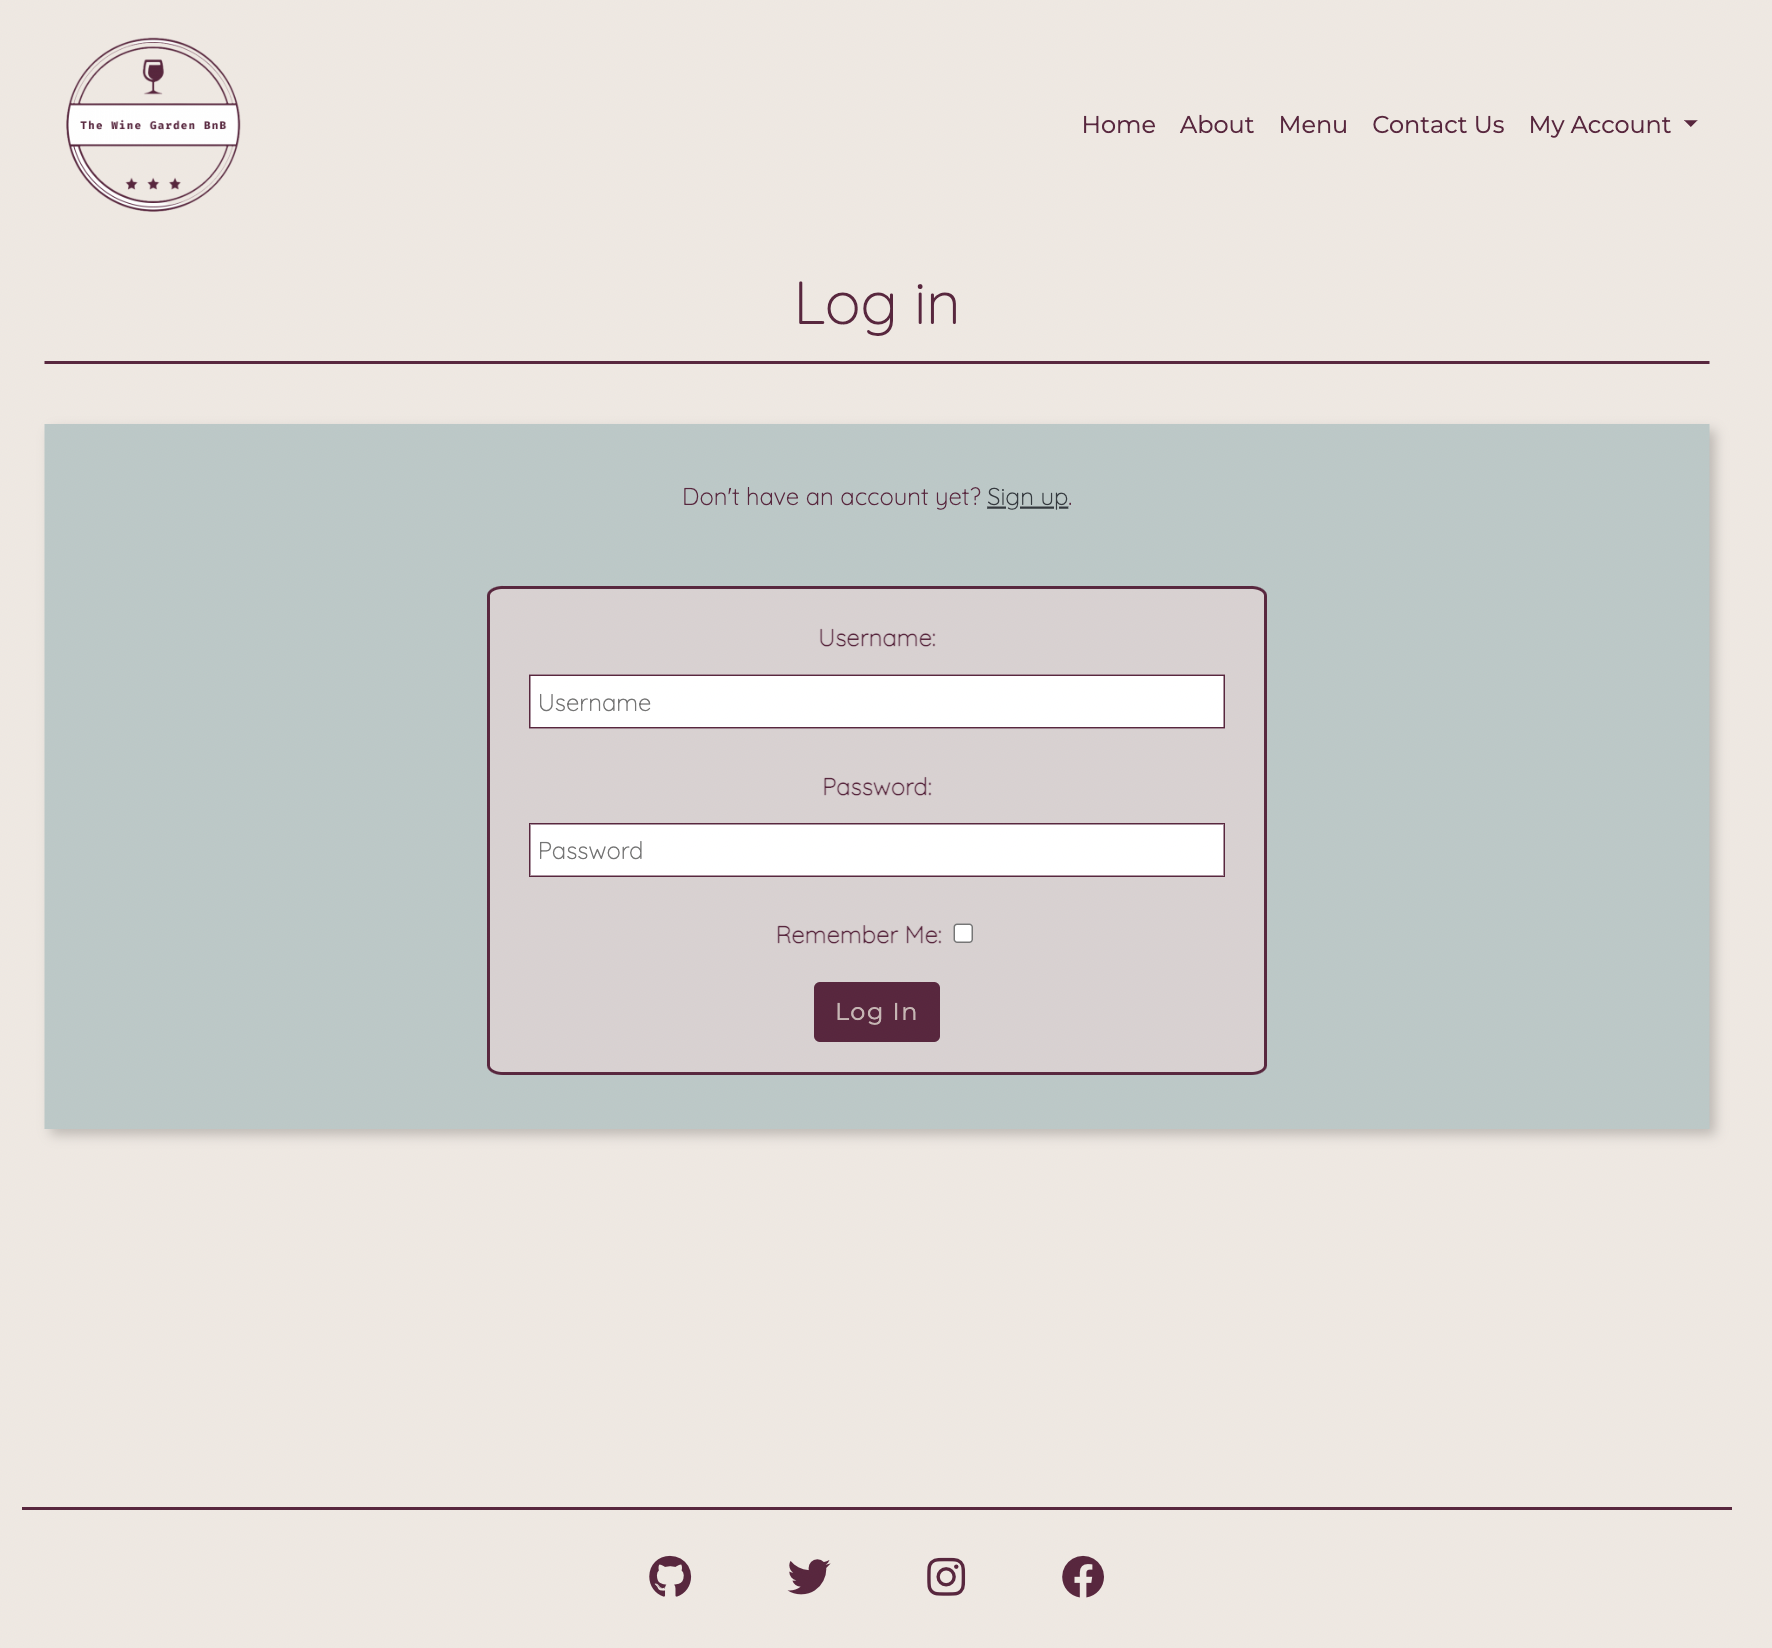 The Wine Garden BnB
Home About Menu Contact Us My Account
Log in
Don't have an account yet? Sign up.
Username:
Username
Password:
Password
Remember Me:
Log In